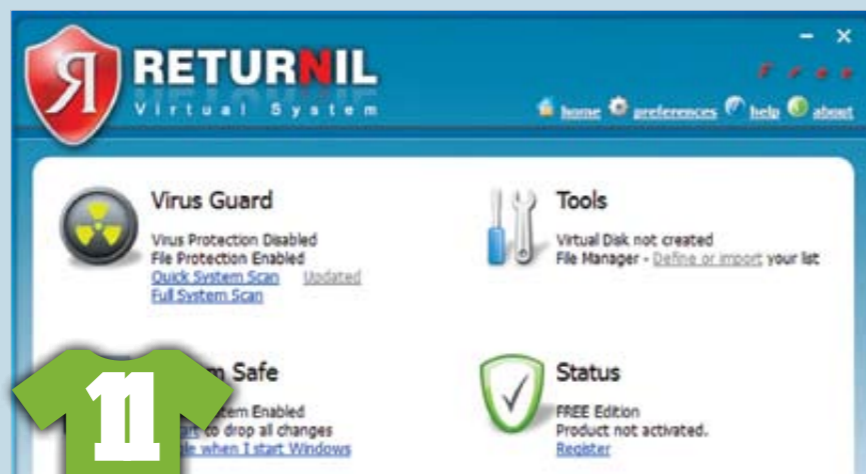 RETURNIL
Virtual System
Free
home preferences help about
Virus Guard
Virus Protection Disabled
File Protection Enabled
Quick System Scan Updated
Full System Scan
Tools
Virtual Disk not created
File Manager - Define or import your list
Safe
Enabled
to drop all changes
when I start Windows
11
Status
FREE Edition
Product not activated.
Register